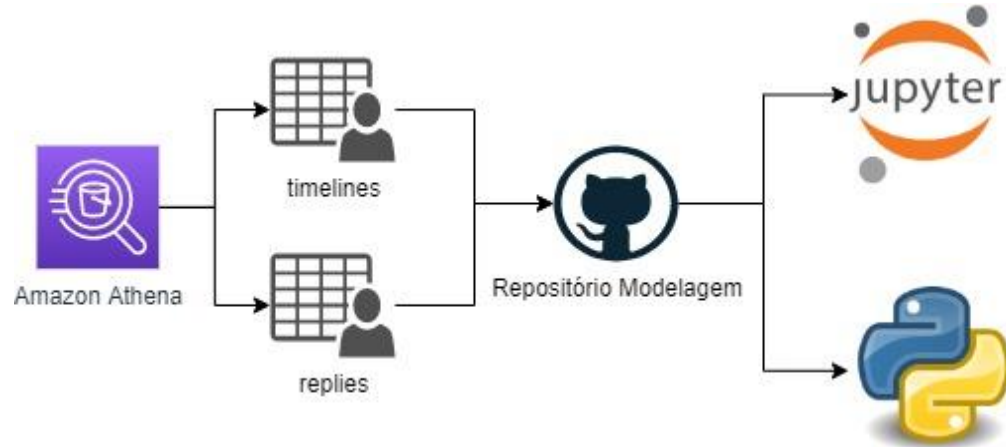 timelines
Amazon Athena
replies
Repositório Modelagem
jupyter